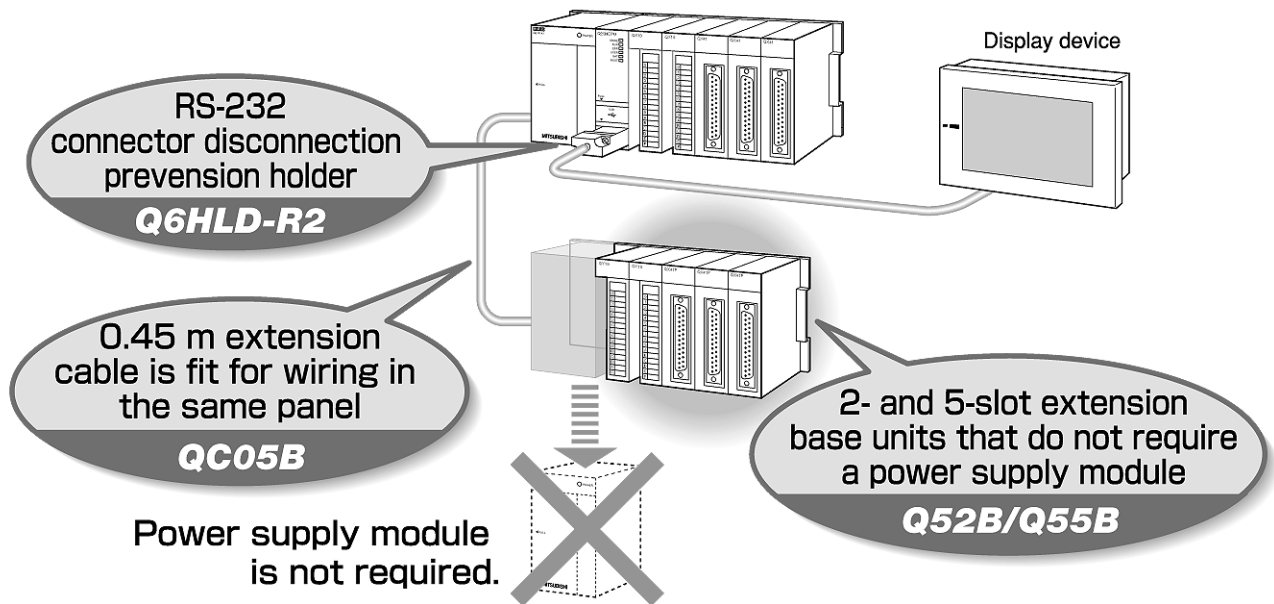 Display device
RS-232
connector disconnection
prevension holder
Q6HLD-R2
MITSUBISHI
0.45 m extension
cable is fit for wiring in
the same panel
QC05B
2- and 5-slot extension
base units that do not require
a power supply module
Q52B/Q55B
Power supply module
is not required.
MITSUBISHI